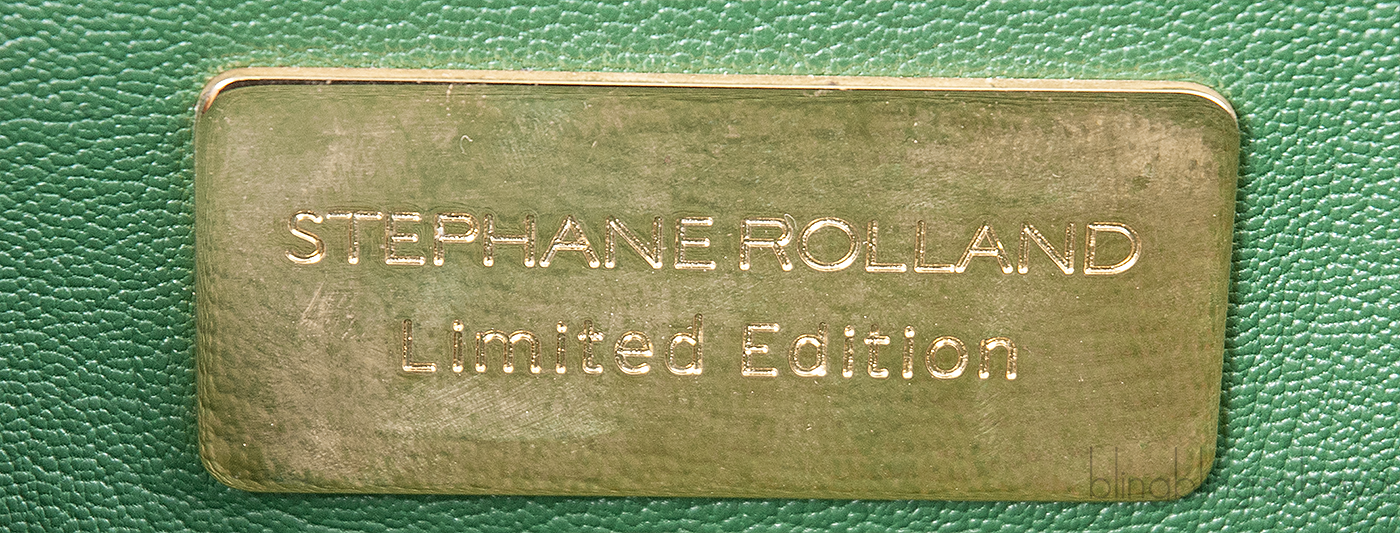 STEPHANE ROLLAND
Limited Edition